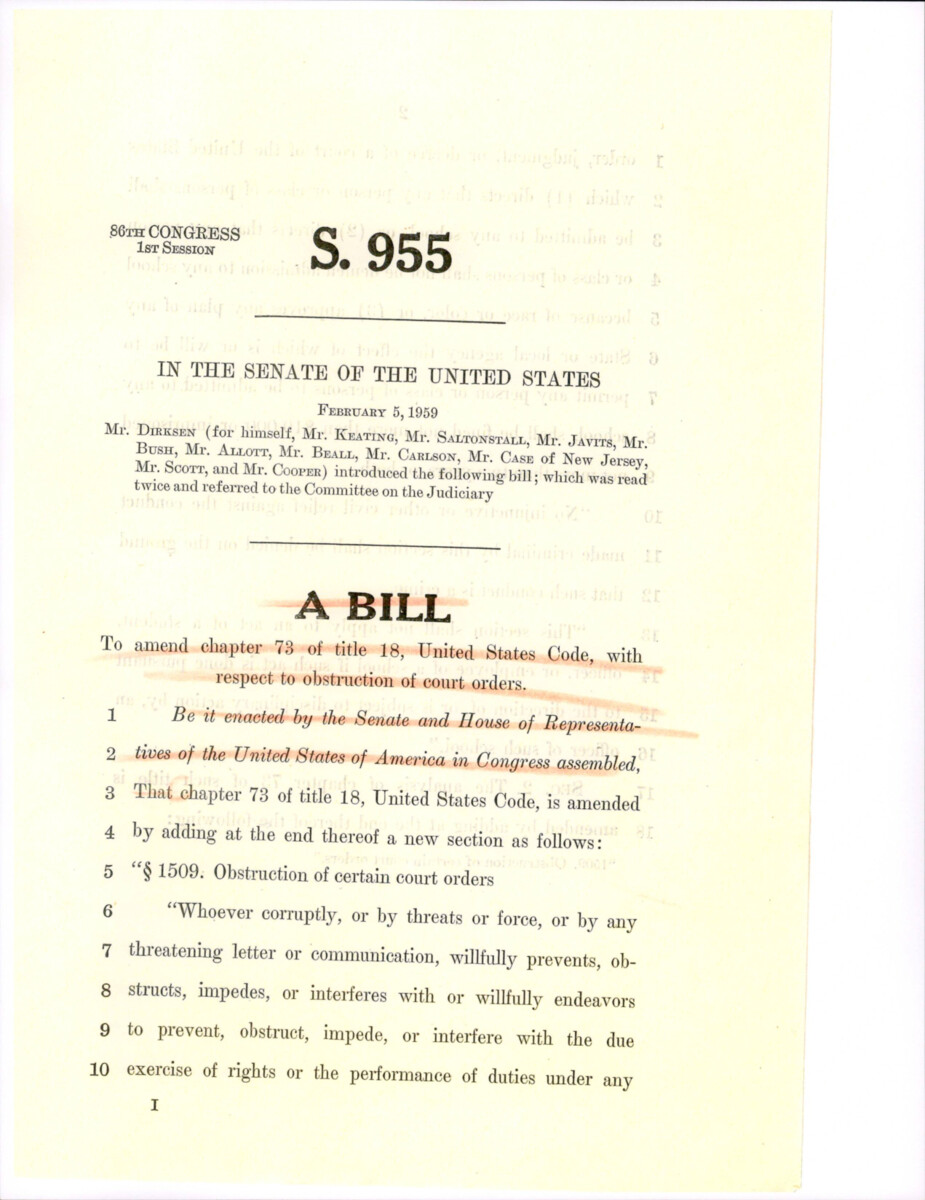 86TH CONGRESS
1ST SESSION
S. 955
IN THE SENATE OF THE UNITED STATES
FEBRUARY 5, 1959
Mr. DIRKSEN (for himself, Mr. KEATING, Mr. SALTONSTALL, Mr. JAVITS, Mr.
BUSH, Mr. ALLOTT, Mr. BEALL, Mr. CARLSON, Mr. CASE of New Jersey,
Mr. SCOTT, and Mr. COOPER) introduced the following bill; which was read
twice and referred to the Committee on the Judiciary
A BILL
To amend chapter 73 of title 18, United States Code, with
respect to obstruction of court orders.
1 Be it enacted by the Senate and House of Representa-
2 tives of the United States of America in Congress assembled,
3 That chapter 73 of title 18, United States Code, is amended
4 by adding at the end thereof a new section as follows:
5 "§ 1509. Obstruction of certain court orders
6 "Whoever corruptly, or by threats or force, or by any
7 threatening letter or communication, willfully prevents, ob-
8 structs, impedes, or interferes with or willfully endeavors
9 to prevent, obstruct, impede, or interfere with the due
10 exercise of rights or the performance of duties under any
I